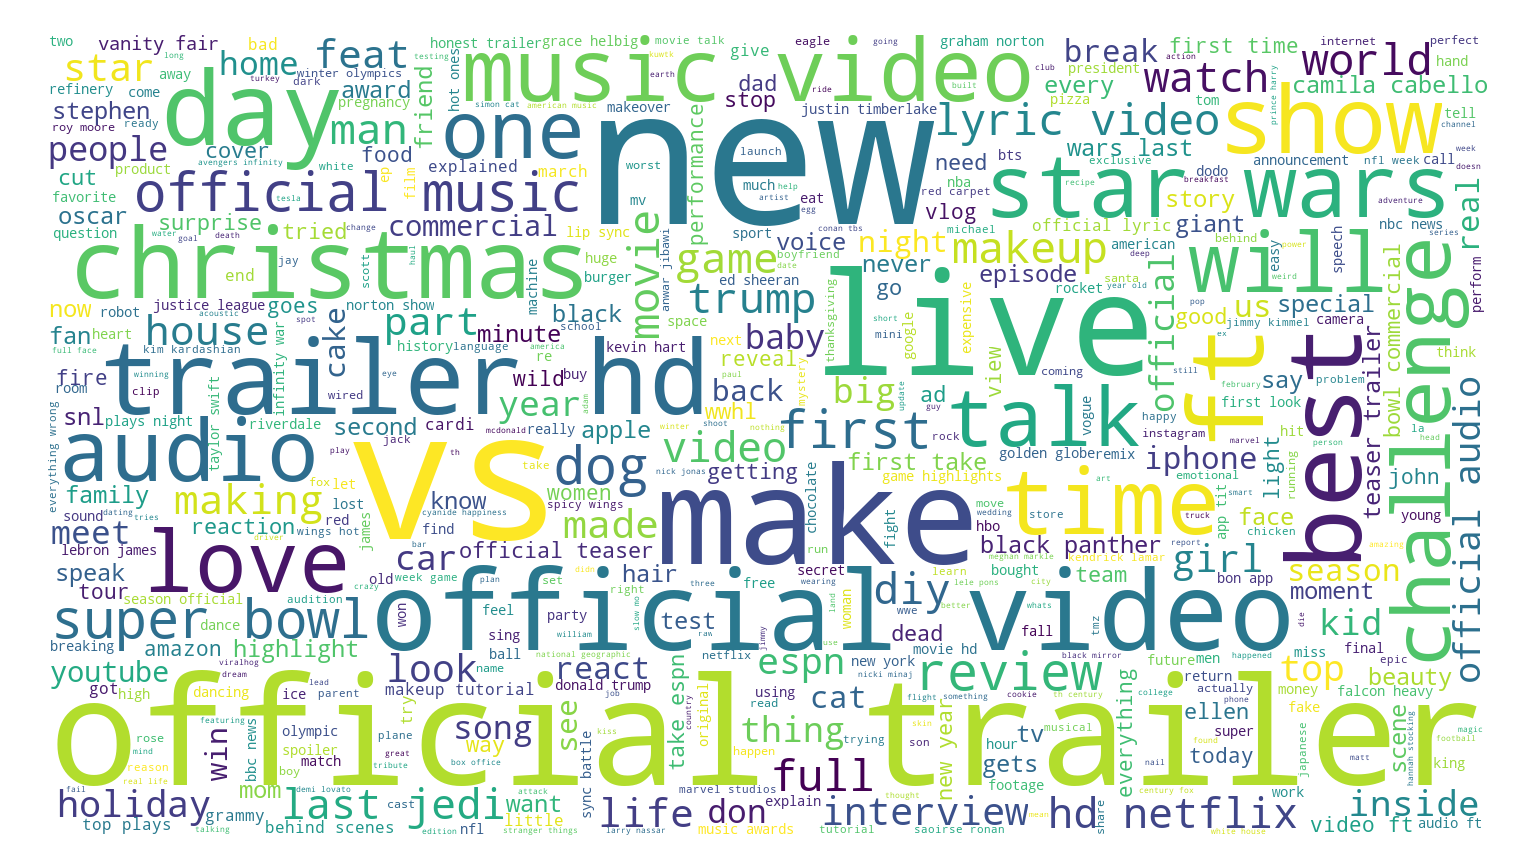 official trailer
official video
new
live
vs
make
music video
christmas
trailer hd
star wars
day
show
best
challenge
time
audio
love
will
talk
ft
one
official music
super bowl
lyric video
last jedi
world
watch
feat
star
home
man
award
friend
break
camila cabello
people
stephen
vanity fair
two
bad
honest trailer
grace helbig
movie talk
give
eagle
going
graham norton
first time
internet
perfect
hand
away
refinery
come
turkey
dark
winter olympics
pregnancy
hot ones
testing
long
kuwtk
earth
simon cat
american music
makeover
dad
stop
ride
club
built
justin timberlake
president
every
pizza
action
tom
prince harry
tell
channel
week
roy moore
ready
cover
avengers infinity
white
food
explained
march
worst
launch
much
help
need
bts
nba
wars last
exclusive
announcement
nfl week
call
doesn
dodo
breakfast
cut
product
favorite
tesla
ep
film
mv
performance
artist
eat
egg
red carpet
vlog
recipe
story
adventure
real
oscar
surprise
question
tried
change
commercial
lip sync
sport
conan tbs
voice
night
michael
official lyric
makeup
american
giant
behind
easy
speech
nbc news
series
water
goal
death
jay
scott
haul
movie
game
anwar jibawi
boyfriend
date
never
go
episode
deep
santa
year old
weird
power
bowl commercial
perform
end
huge
burger
machine
ed sheeran
trump
thanksgiving
rocket
official
us
special
now
robot
justice league
goes
norton show
black
space
mini
short
google
expensive
good
pop
jimmy kimmel
camera
fan
heart
house
acoustic
spot
part
minute
school
baby
next
view
coming
ex
think
full face
kim kardashian
infinity war
history
language
re
kevin hart
america
reveal
mystery
big
ad
still
teaser trailer
fire
room
winning
clip
cake
wired
eye
wild
buy
paul
back
update
guy
vogue
happy
february
say
problem
first look
snl
plays night
taylor swift
riverdale
second
year
cardi
adam
mcdonald
really
apple
winter
shoot
nothing
wwhl
first
rock
golden globe
remix
instagram
marvel
hit
person
la
head
everything wrong
jack
play
th
video
nick jonas
getting
first take
emotional
iphone
light
running
john
official audio
family
making
fox
let
take
dog
women
chocolate
game highlights
move
art
smart
chicken
sound
dating
tries
lost
know
cyanide happiness
spicy wings
made
fight
wedding
store
truck
app tit
face
young
meet
reaction
red
wings hot
james
find
run
hbo
black panther
report
driver
amazing
lebron james
bar
car
official teaser
didn
secret
meghan markle
kendrick lamar
girl
season
speak
old
week game
plan
set
hair
three
free
wearing
bought
learn
team
bon app
moment
tour
season official
crazy
audition
won
feel
right
party
test
lele pons
land
woman
diy
city
better
kid
breaking
dance
william
slow mo
raw
jimmy
use
wwe
whats
dead
fall
tmz
die
miss
final
highlight
amazon
sing
ball
national geographic
netflix
espn
new york
movie hd
black mirror
happened
epic
youtube
viralhog
dream
look
name
react
take espn
cat
nicki minaj
review
future
men
top
beauty
got
high
dancing
ice
lead
parent
makeup tutorial
donald trump
job
using
read
flight
something
cookie
th century
college
return
actually
phone
money
fake
falcon heavy
rose
featuring
olympic
plane
try
song
country
see
original
thing
skin
musical
everything
ellen
super
scene
magic
football
mind
win
bbc news
spoiler
match
great
way
kiss
happen
trying
son
new year
hour
tv
nail
found
today
japanese
matt
hannah stocking
king
reason
real life
boy
tribute
box office
sync battle
marvel studios
full
gets
footage
century fox
work
fail
mom
demi lovato
attack
want
explain
thought
inside
holiday
grammy
cast
little
life
don
interview
hd
share
netflix
top plays
talking
behind scenes
edition
nfl
stranger things
larry nassar
music awards
tutorial
saoirse ronan
mean
white house
video ft
audio ft